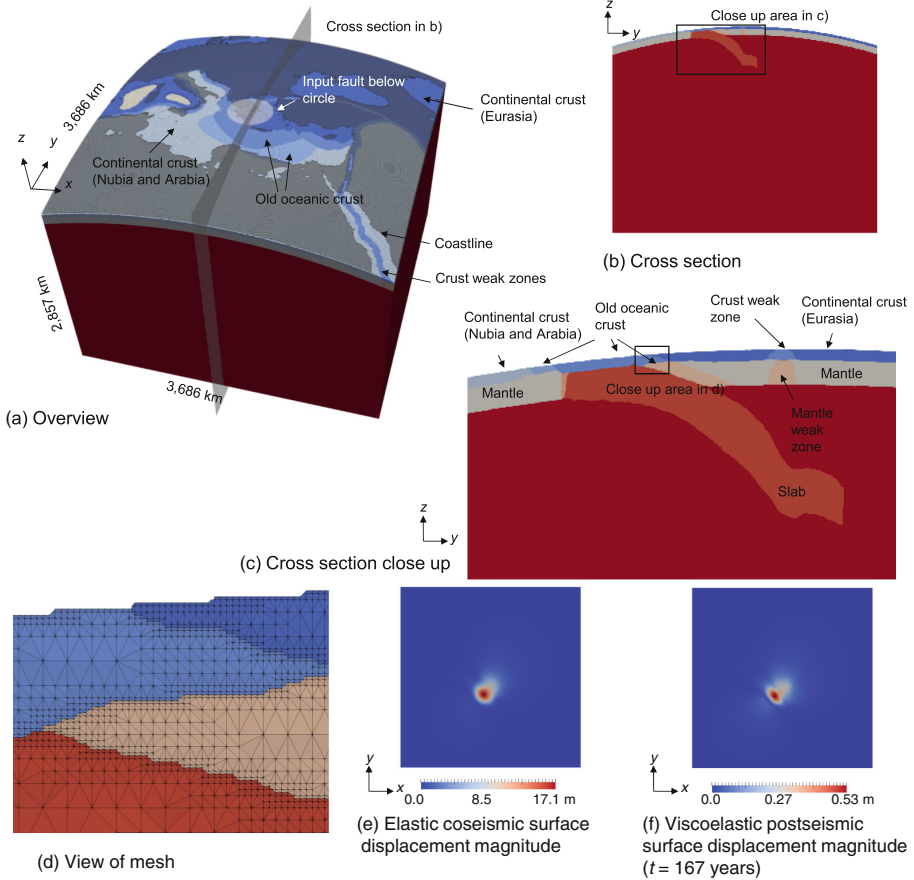 Cross section in b)
Input fault below
circle
3,686 km
Continental crust
(Eurasia)
z
y
x
Continental crust
(Nubia and Arabia)
Old oceanic crust
Coastline
Crust weak zones
2,857 km
3,686 km
(a) Overview
z
y
Close up area in c)
(b) Cross section
Continental crust
(Nubia and Arabia)
Old oceanic
crust
Crust weak
zone
Continental crust
(Eurasia)
Mantle
Close up area in d)
Mantle
Mantle
weak
zone
Slab
z
y
(c) Cross section close up
(d) View of mesh
y
x
0.0 8.5 17.1 m
(e) Elastic coseismic surface
displacement magnitude
y
x
0.0 0.27 0.53 m
(f) Viscoelastic postseismic
surface displacement magnitude
(t = 167 years)